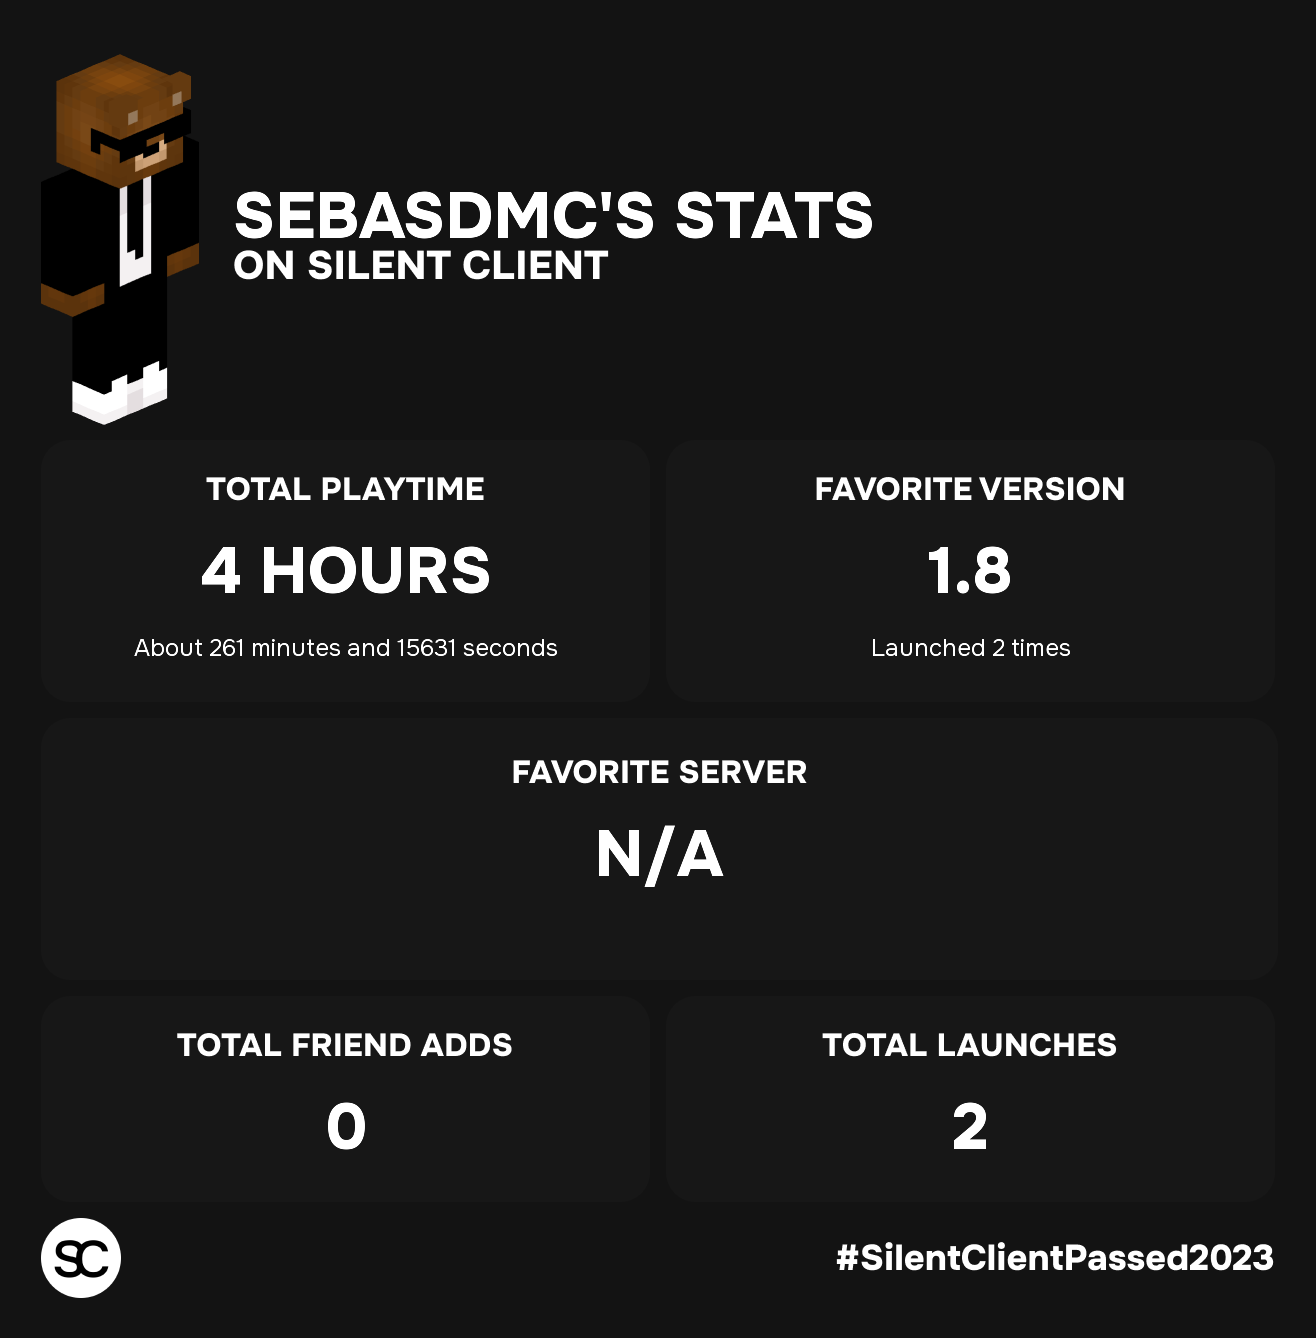 SEBASDMC'S STATS
ON SILENT CLIENT
TOTAL PLAYTIME
4 HOURS
About 261 minutes and 15631 seconds
FAVORITE VERSION
1.8
Launched 2 times
FAVORITE SERVER
N/A
TOTAL FRIEND ADDS
0
TOTAL LAUNCHES
2
SC
#SilentClientPassed2023